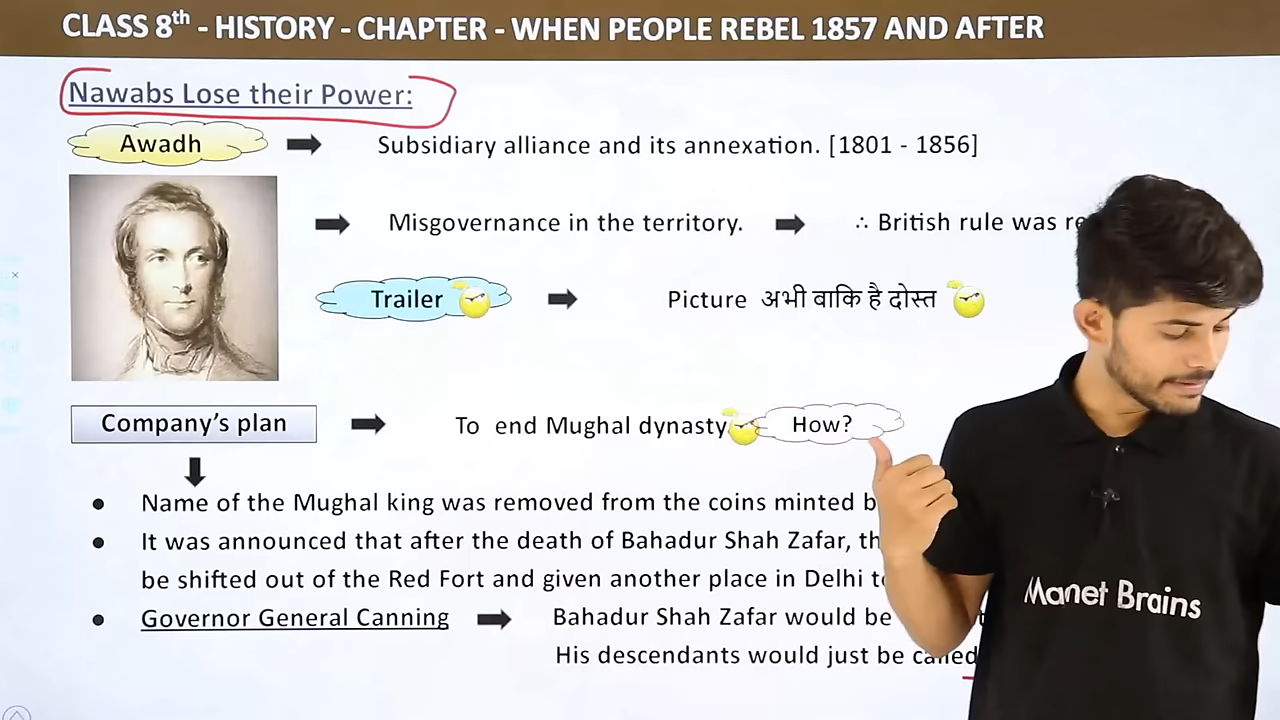 CLASS 8th - HISTORY - CHAPTER - WHEN PEOPLE REBEL 1857 AND AFTER
Nawabs Lose their Power:
Awadh Subsidiary alliance and its annexation. [1801 - 1856]
Misgovernance in the territory. ∴ British rule was
Trailer Picture अभी बाकि है दोस्त
Company's plan To end Mughal dynasty How?
Name of the Mughal king was removed from the coins minted
It was announced that after the death of Bahadur Shah Zafar,
be shifted out of the Red Fort and given another place in Delhi
Governor General Canning Bahadur Shah Zafar would be
His descendants would just be called
Manet Brains